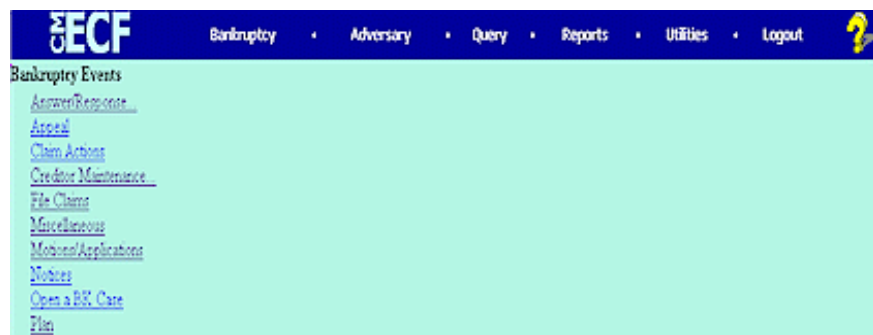 CM ECF Bankruptcy • Adversary • Query • Reports • Utilities • Logout ?
Bankruptcy Events
Answer/Response...
Appeal
Claim Actions
Creditor Maintenance...
File Claims
Miscellaneous
Motions/Applications
Notices
Open a BK Case
Plan